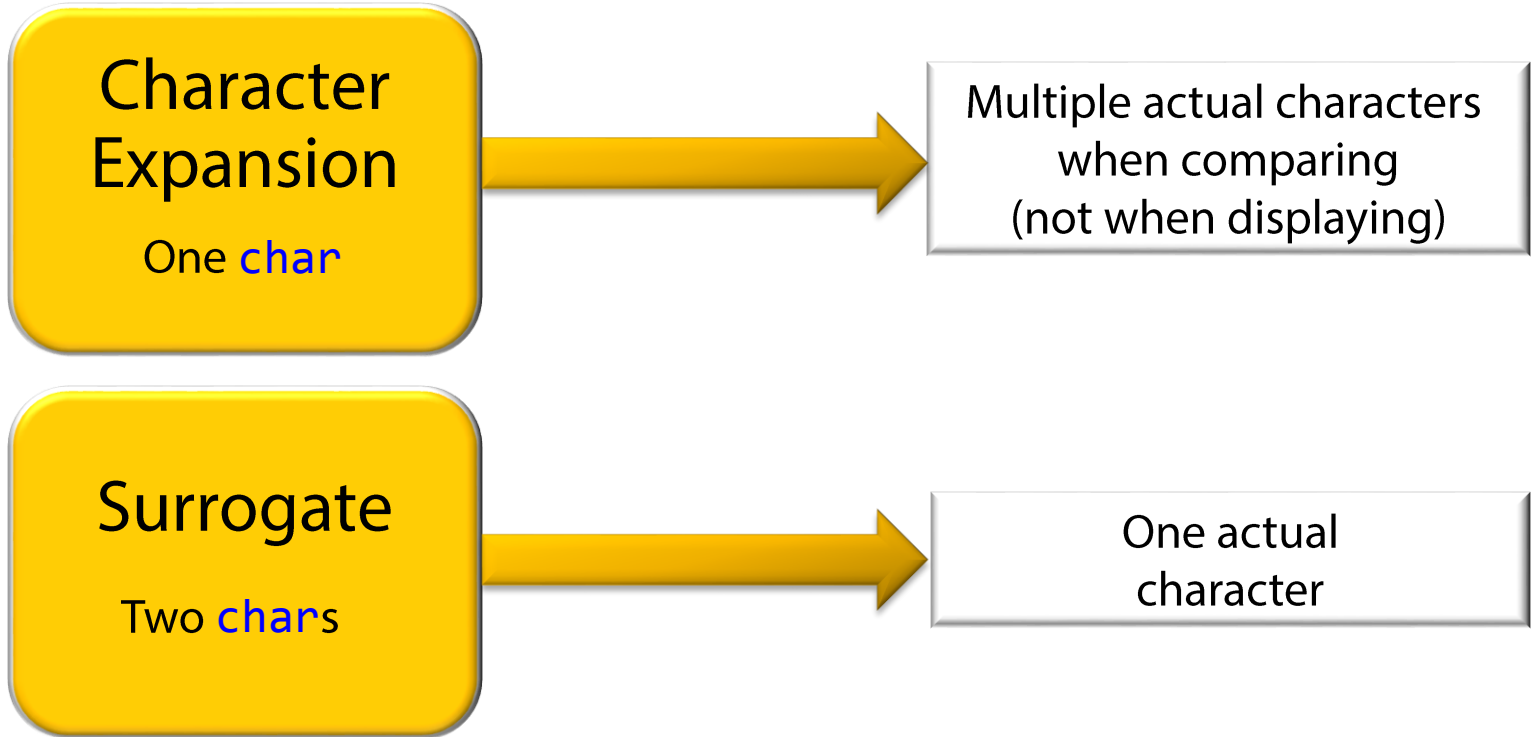 Character
Expansion
One char
Multiple actual characters
when comparing
(not when displaying)
Surrogate
Two chars
One actual
character